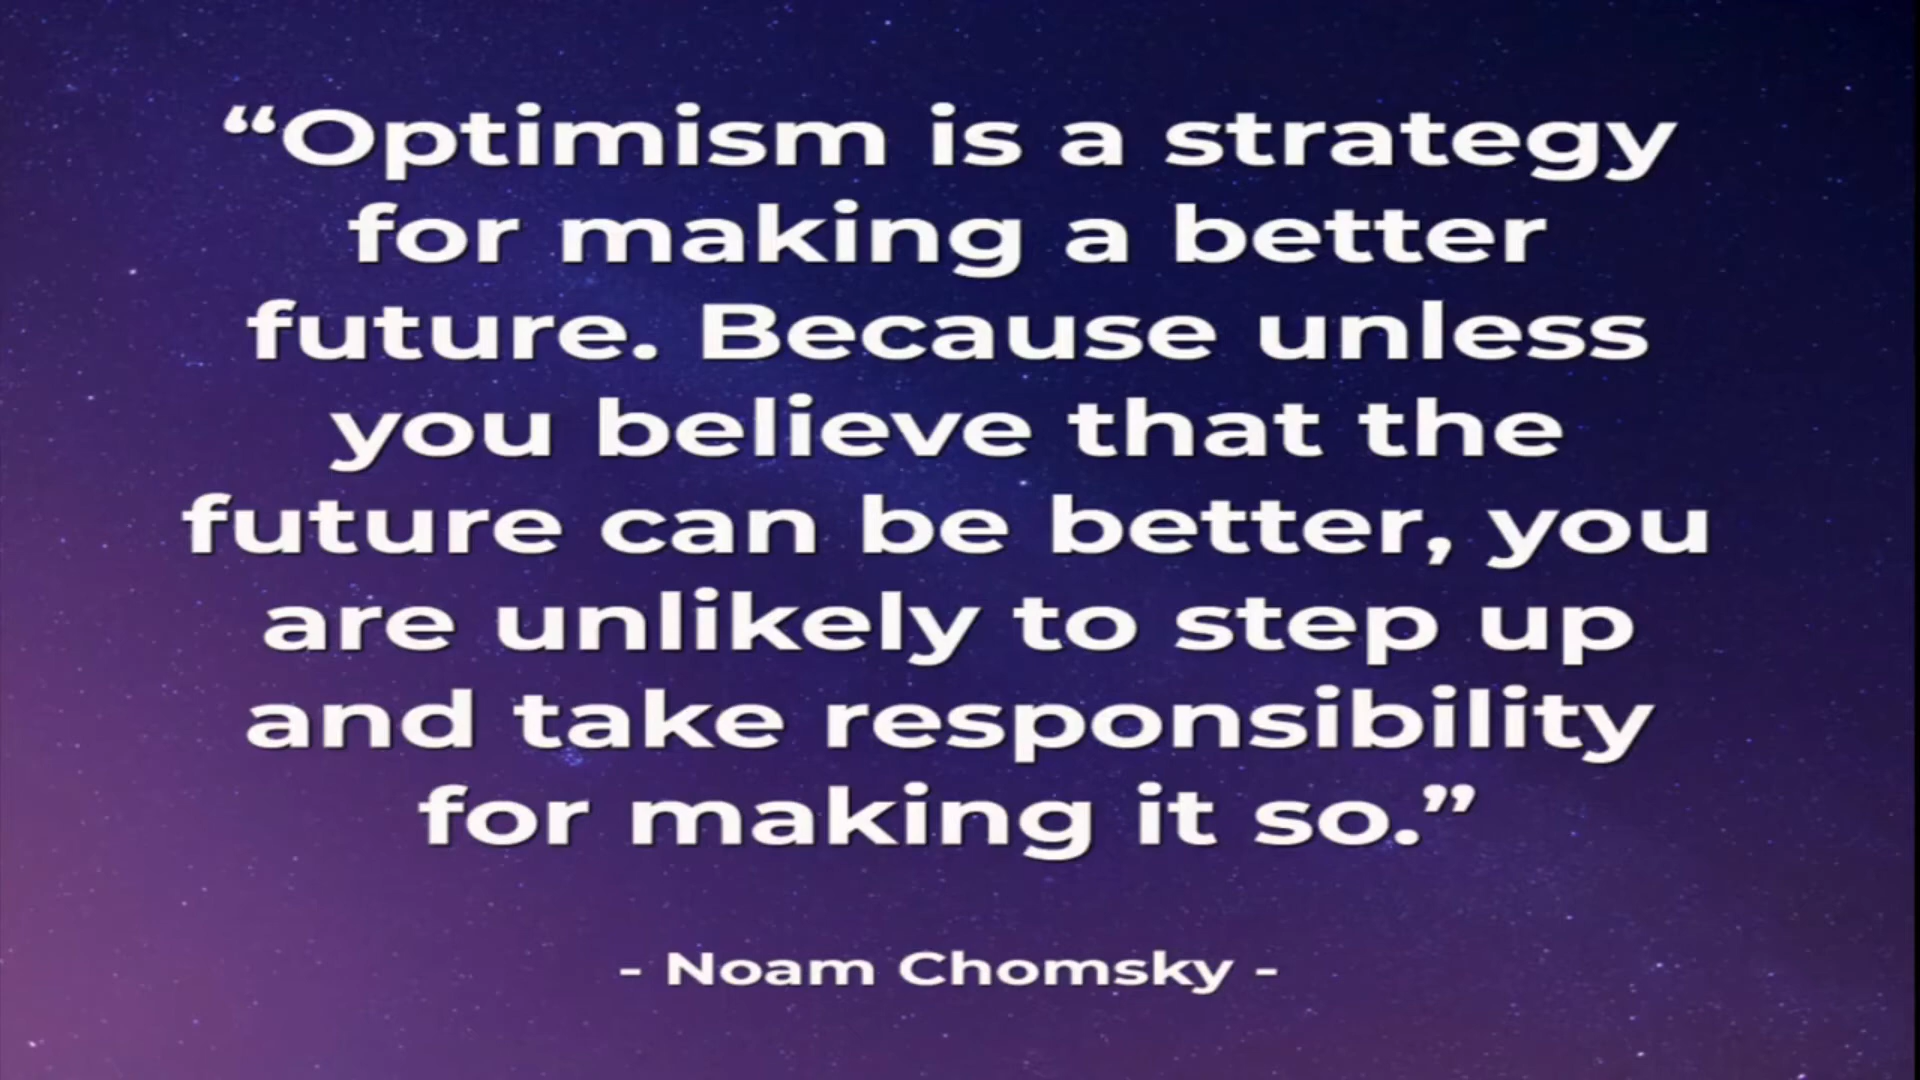 “Optimism is a strategy
for making a better
future. Because unless
you believe that the
future can be better, you
are unlikely to step up
and take responsibility
for making it so.”
- Noam Chomsky -